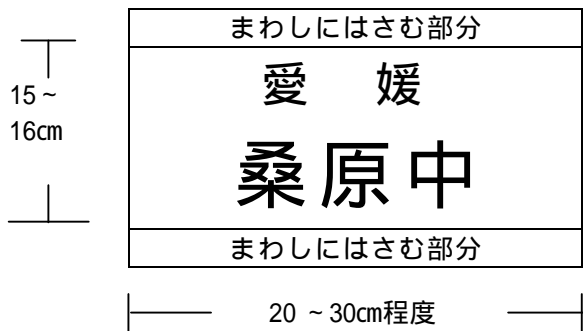 まわしにはさむ部分
愛 媛
15~
16㎝
桑原中
まわしにはさむ部分
20 ~30㎝程度